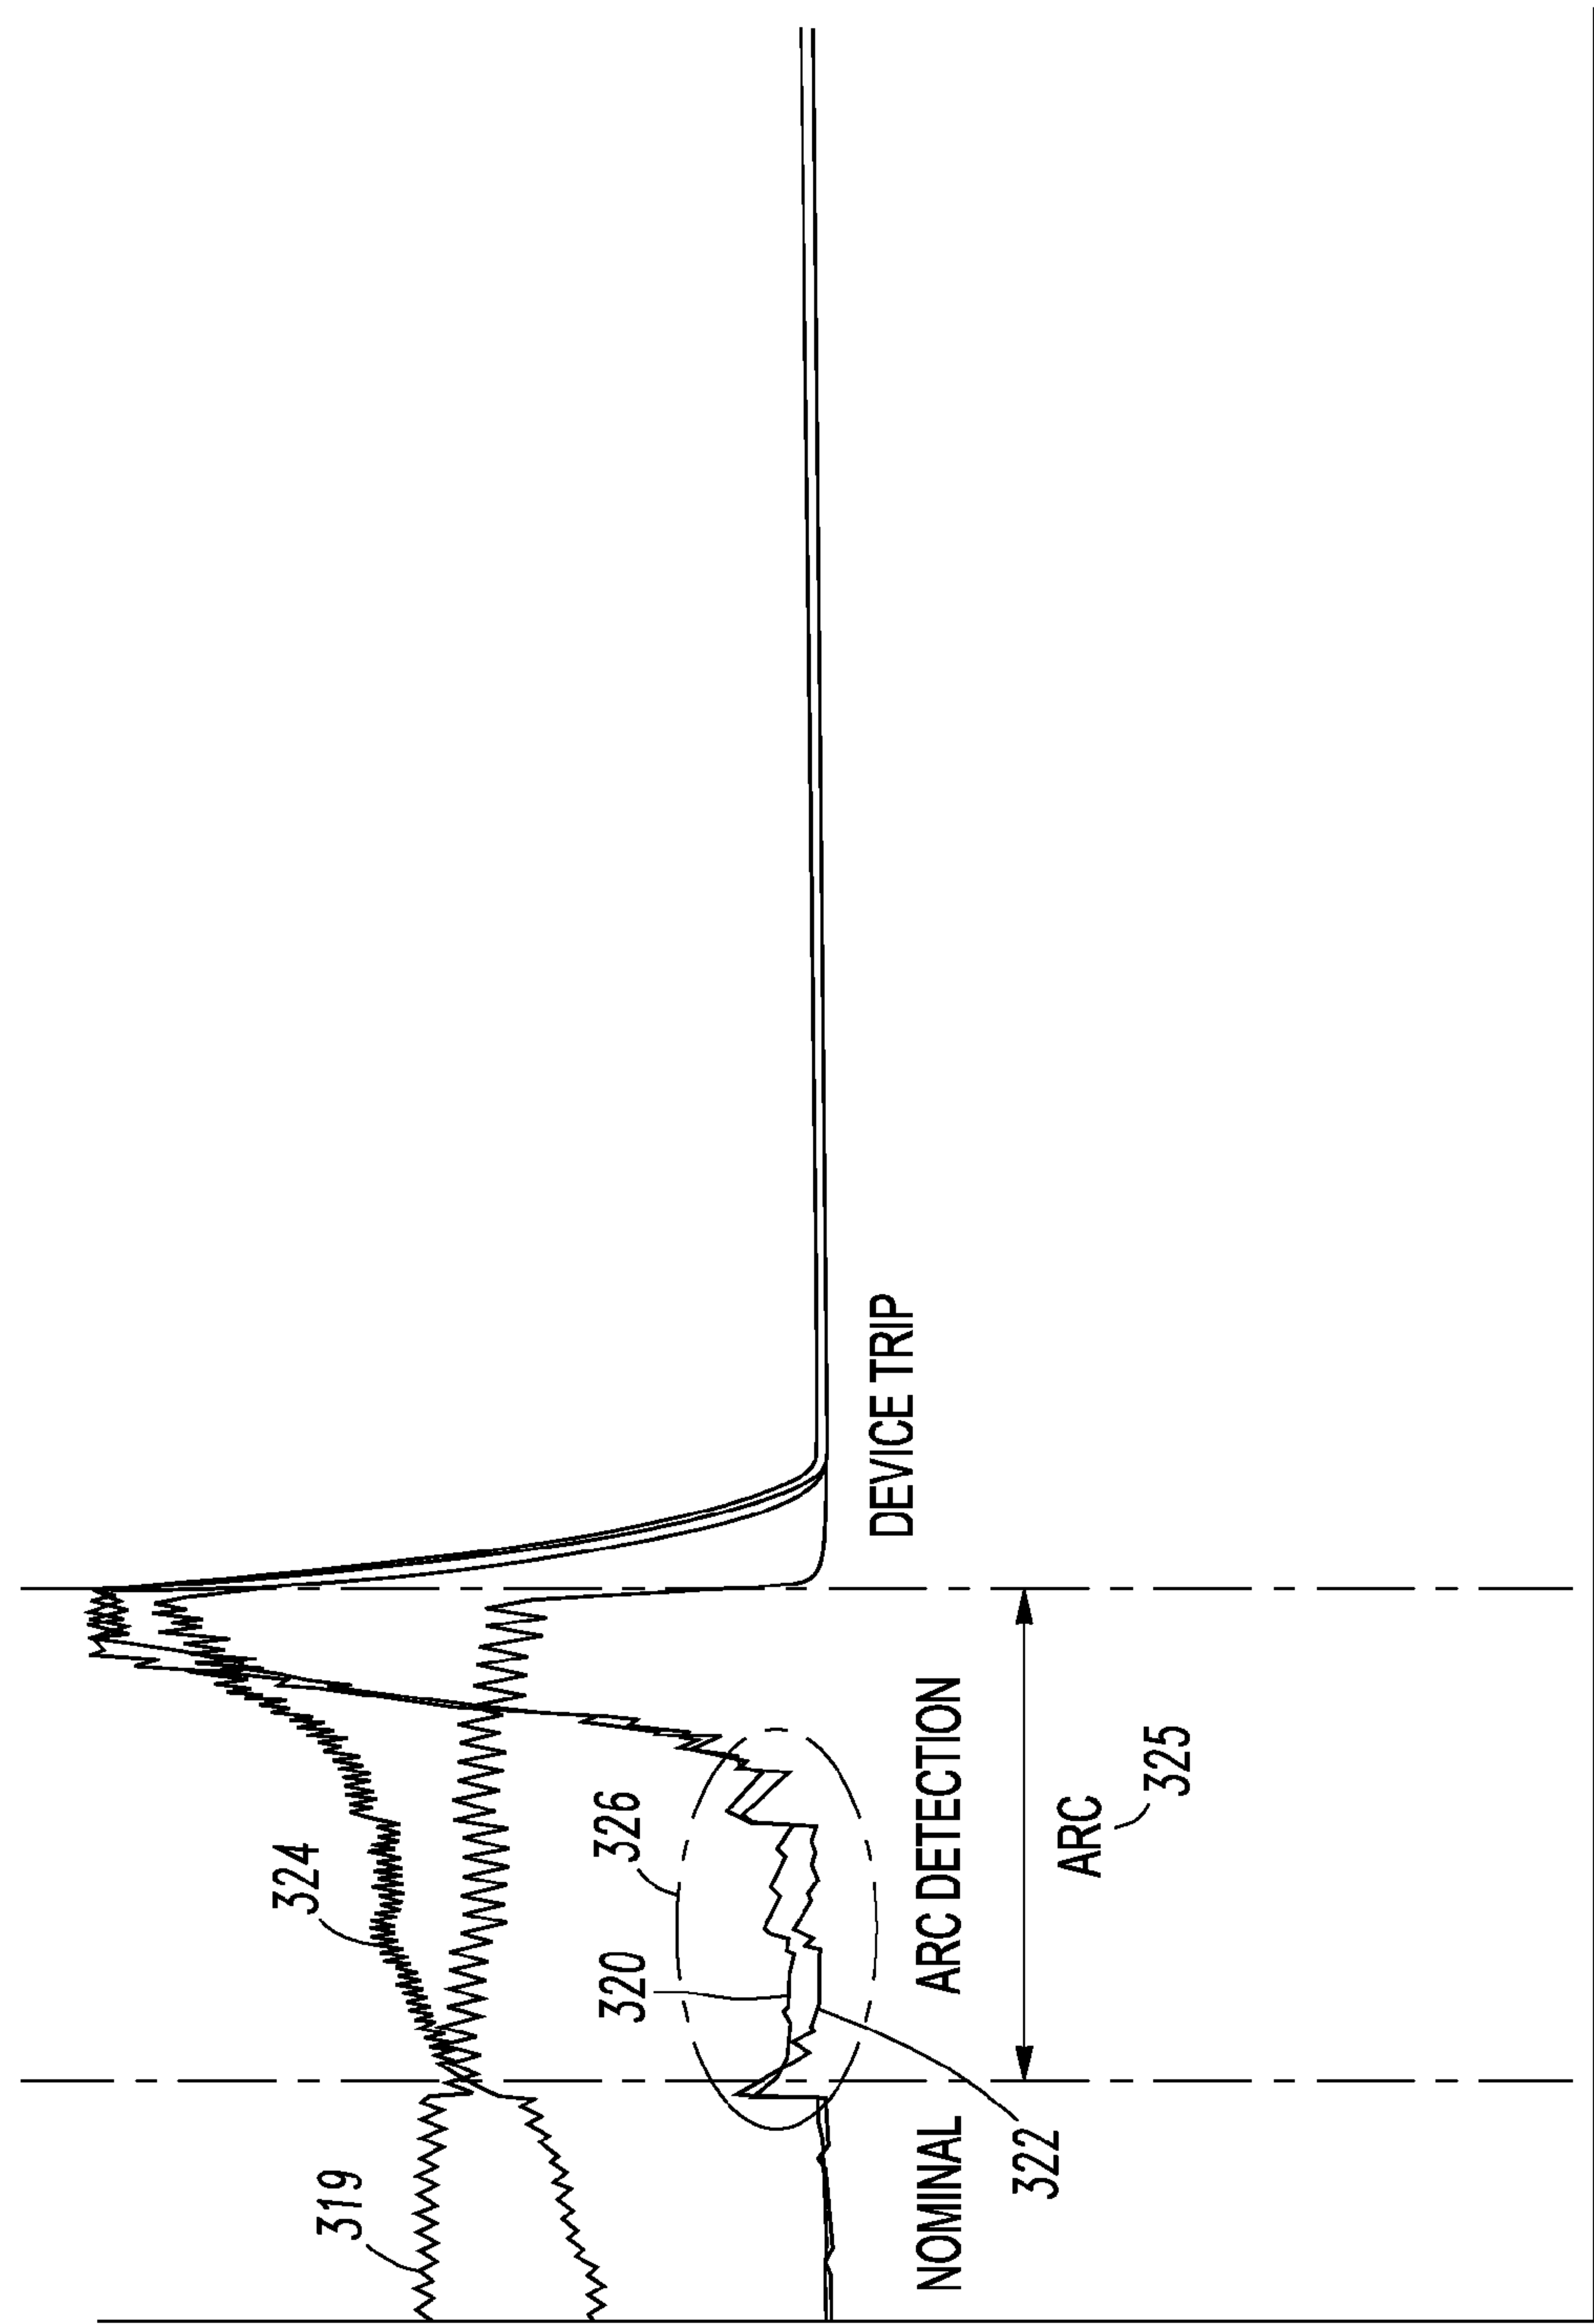 324
319
326
320
DEVICE TRIP
NOMINAL
ARC DETECTION
322
ARC
325